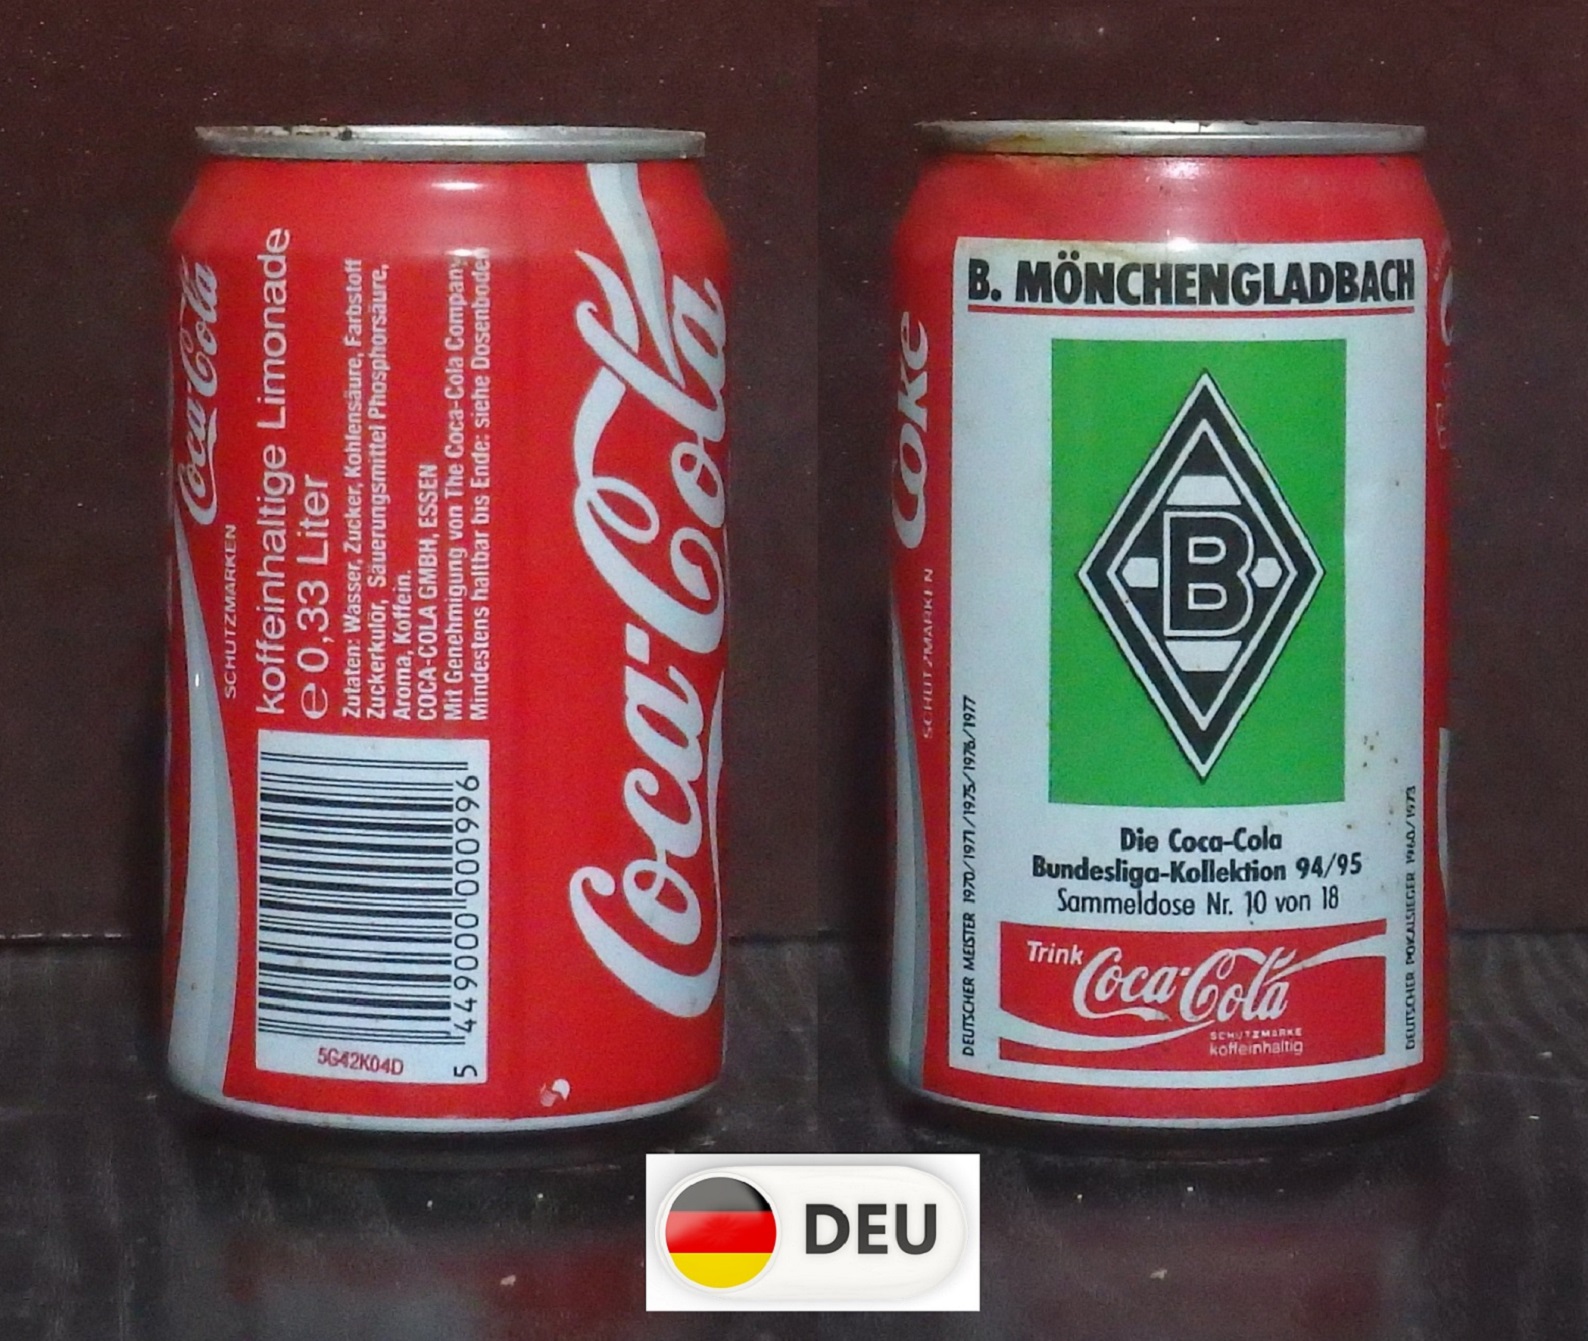 Coca-Cola
SCHUTZMARKEN
koffeinhaltige Limonade
e 0,33 Liter
Zutaten: Wasser, Zucker, Kohlensäure, Farbstoff
Zuckerkulör, Säuerungsmittel Phosphorsäure,
Aroma, Koffein.
COCA-COLA GMBH, ESSEN
Mit Genehmigung von The Coca-Cola Company
Mindestens haltbar bis Ende: siehe Dosenboden
5 449000 000996
5G42K04D
Coca-Cola
Coke
SCHUTZMARKEN
B. MÖNCHENGLADBACH
B
DEUTSCHER MEISTER 1970/1971/1975/1976/1977
Die Coca-Cola
Bundesliga-Kollektion 94/95
Sammeldose Nr. 10 von 18
DEUTSCHER POKALSIEGER 1960/1973
Trink
Coca-Cola
SCHUTZMARKE
koffeinhaltig
DEU